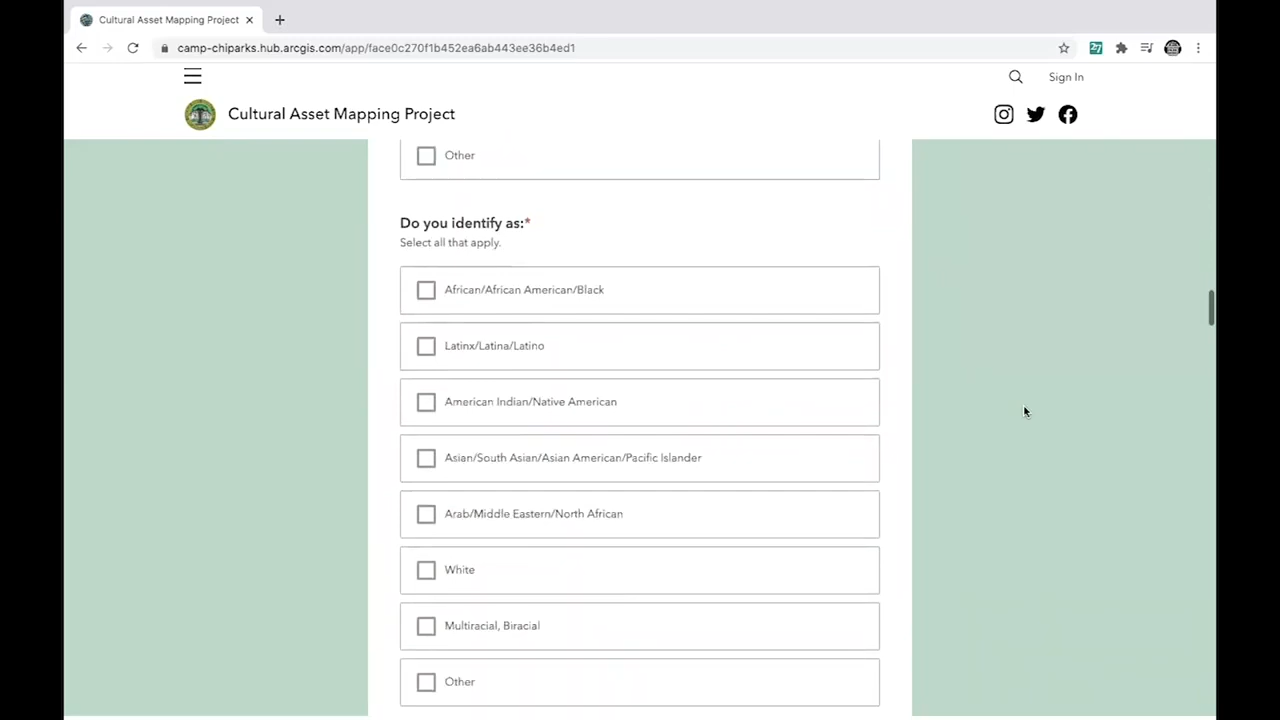 Cultural Asset Mapping Project
camp-chiparks.hub.arcgis.com/app/face0c270f1b452ea6ab443ee36b4ed1
Sign In
Cultural Asset Mapping Project
Other
Do you identify as:*
Select all that apply.
African/African American/Black
Latinx/Latina/Latino
American Indian/Native American
Asian/South Asian/Asian American/Pacific Islander
Arab/Middle Eastern/North African
White
Multiracial, Biracial
Other